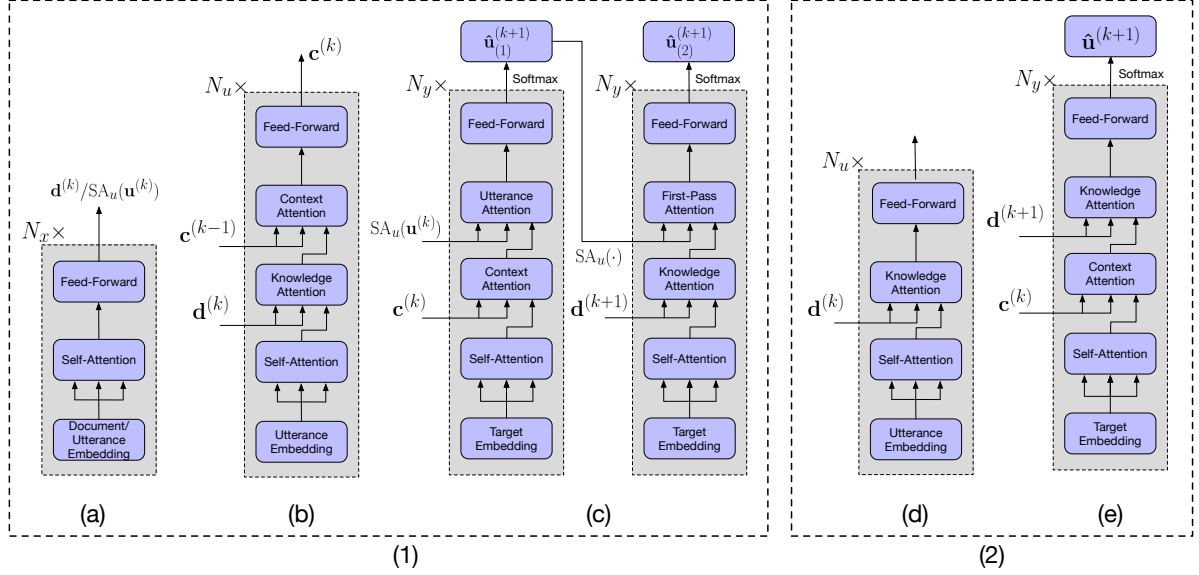 d^(k)/SA_u(u^(k))
N_x×
Feed-Forward
Self-Attention
Document/
Utterance
Embedding
(a)
c^(k)
N_u×
Feed-Forward
Context
Attention
c^(k-1)
Knowledge
Attention
d^(k)
Self-Attention
Utterance
Embedding
(b)
û_(1)^(k+1)
Softmax
N_y×
Feed-Forward
Utterance
Attention
SA_u(u^(k))
Context
Attention
c^(k)
Self-Attention
Target
Embedding
û_(2)^(k+1)
Softmax
N_y×
Feed-Forward
First-Pass
Attention
SA_u(·)
Knowledge
Attention
d^(k+1)
Self-Attention
Target
Embedding
(c)
(1)
N_u×
Feed-Forward
Knowledge
Attention
d^(k)
Self-Attention
Utterance
Embedding
(d)
û^(k+1)
Softmax
N_y×
Feed-Forward
Knowledge
Attention
d^(k+1)
Context
Attention
c^(k)
Self-Attention
Target
Embedding
(e)
(2)